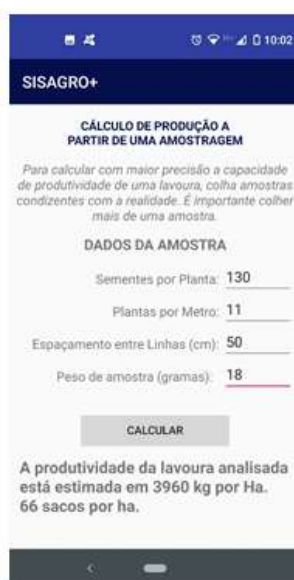 10:02
SISAGRO+
CÁLCULO DE PRODUÇÃO A
PARTIR DE UMA AMOSTRAGEM
Para calcular com maior precisão a capacidade
de produtividade de uma lavoura, colha amostras
condizentes com a realidade. É importante colher
mais de uma amostra.
DADOS DA AMOSTRA
Sementes por Planta: 130
Plantas por Metro: 11
Espaçamento entre Linhas (cm): 50
Peso de amostra (gramas): 18
CALCULAR
A produtividade da lavoura analisada
está estimada em 3960 kg por Ha.
66 sacos por ha.